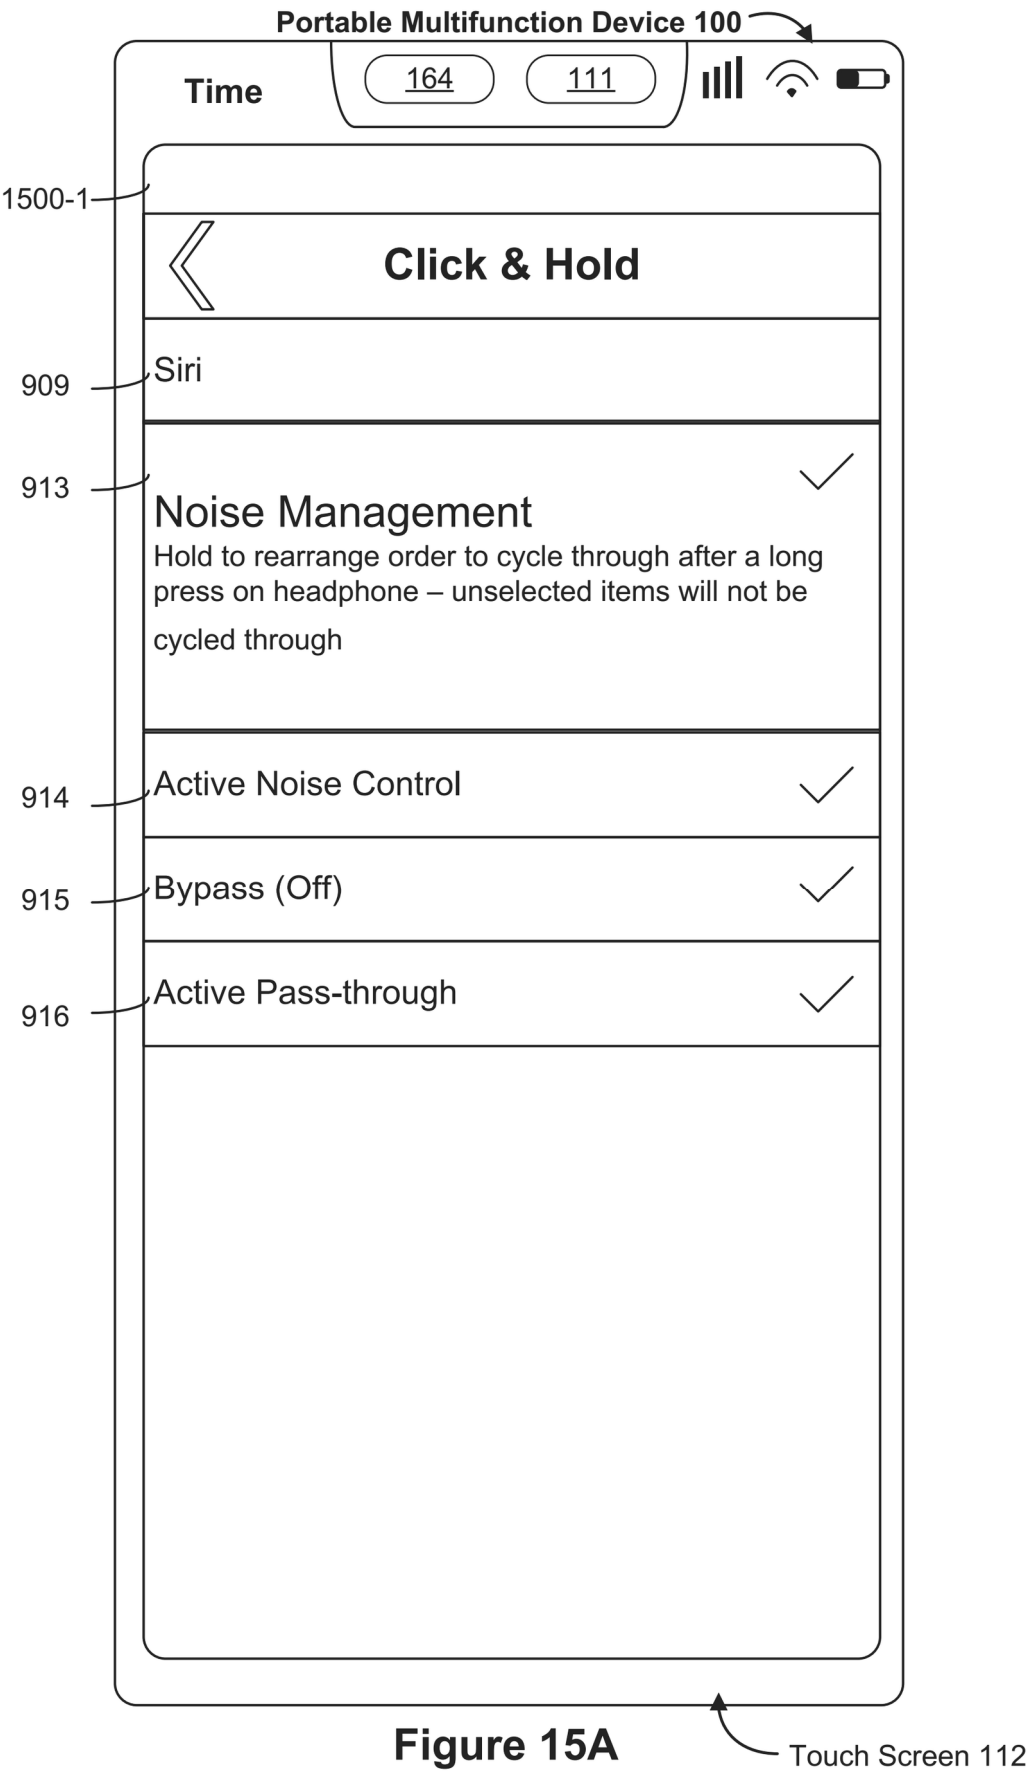 Portable Multifunction Device 100
Time
164
111
1500-1
Click & Hold
909
Siri
913
Noise Management
Hold to rearrange order to cycle through after a long
press on headphone – unselected items will not be
cycled through
914
Active Noise Control
915
Bypass (Off)
916
Active Pass-through
Figure 15A
Touch Screen 112